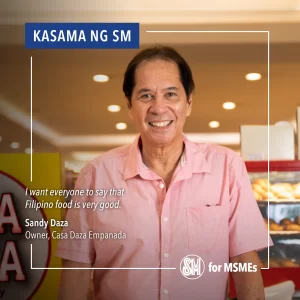 KASAMA NG SM
I want everyone to say that
Filipino food is very good.
Sandy Daza
Owner, Casa Daza Empanada
SM for MSMEs